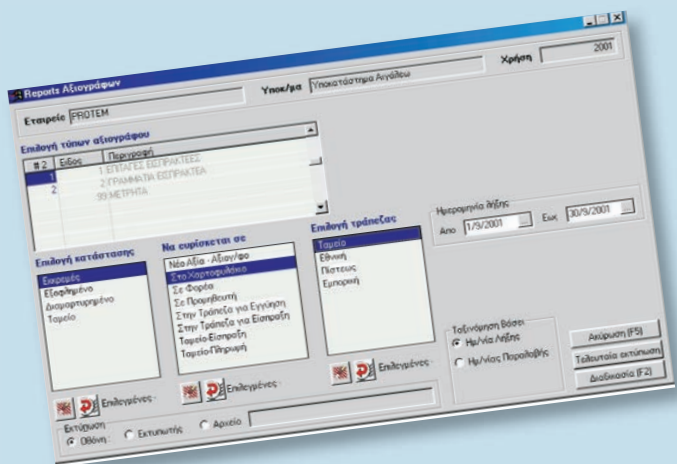 Reports Αξιογράφων
Εταιρεία PROTEM Υποκ/μα Υποκατάστημα Αιγάλεω Χρήση 2001
Επιλογή τύπων αξιογράφου
# 2 Είδος Περιγραφή
1 1 ΕΠΙΤΑΓΕΣ ΕΙΣΠΡΑΚΤΕΕΣ
2 2 ΓΡΑΜΜΑΤΙΑ ΕΙΣΠΡΑΚΤΕΑ
99 ΜΕΤΡΗΤΑ
Επιλογή κατάστασης
Εκκρεμές
Εξοφλημένο
Διαμαρτυρημένο
Ταμείο
Επιλεγμένες -
Να ευρίσκεται σε
Νέο Αξία - Αξιογ/φο
Στο Χαρτοφυλάκιο
Σε Φορέα
Σε Προμηθευτή
Στην Τράπεζα για Εγγύηση
Στην Τράπεζα για Είσπραξη
Ταμείο-Είσπραξη
Ταμείο-Πληρωμή
Επιλεγμένες -
Επιλογή τράπεζας
Ταμείο
Εθνική
Πίστεως
Εμπορική
Επιλεγμένες -
Ημερομηνία λήξης
Απο 1/9/2001 ... Εως 30/9/2001 ...
Ταξινόμηση Βάσει
Ημ/νία Λήξης
Ημ/νίας Παραλαβής
Ακύρωση (F5)
Τελευταία εκτύπωση
Διαδικασία (F2)
Εκτύπωση
Οθόνη : Εκτυπωτής Αρχείο